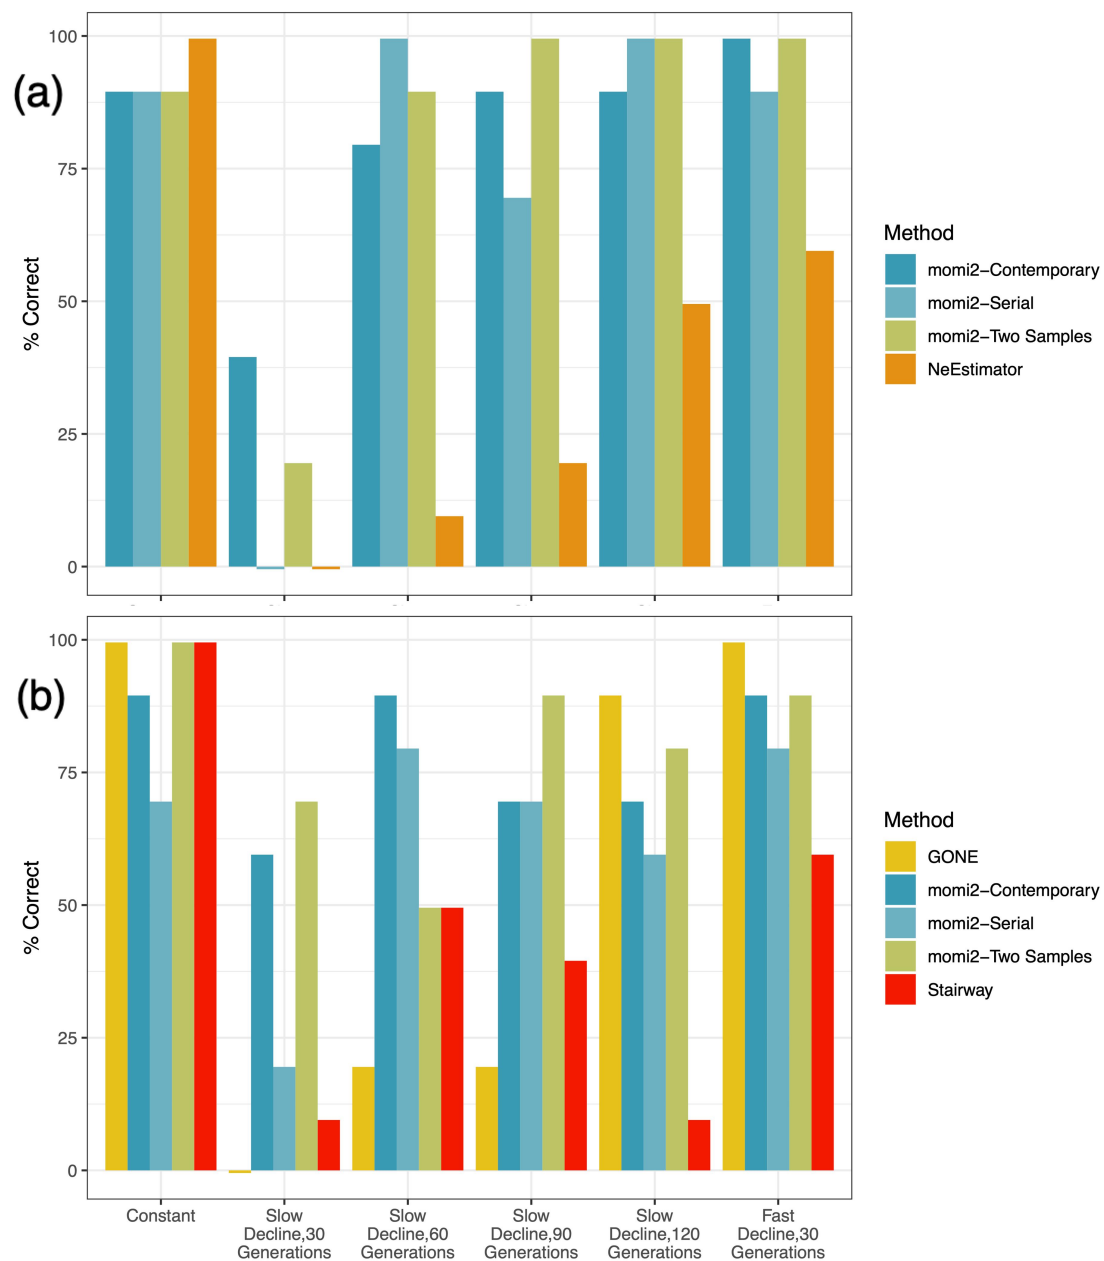 (a)
% Correct
100
75
50
25
0
Method
momi2−Contemporary
momi2−Serial
momi2−Two Samples
NeEstimator
(b)
% Correct
100
75
50
25
0
Method
GONE
momi2−Contemporary
momi2−Serial
momi2−Two Samples
Stairway
Constant
Slow
Decline,30
Generations
Slow
Decline,60
Generations
Slow
Decline,90
Generations
Slow
Decline,120
Generations
Fast
Decline,30
Generations